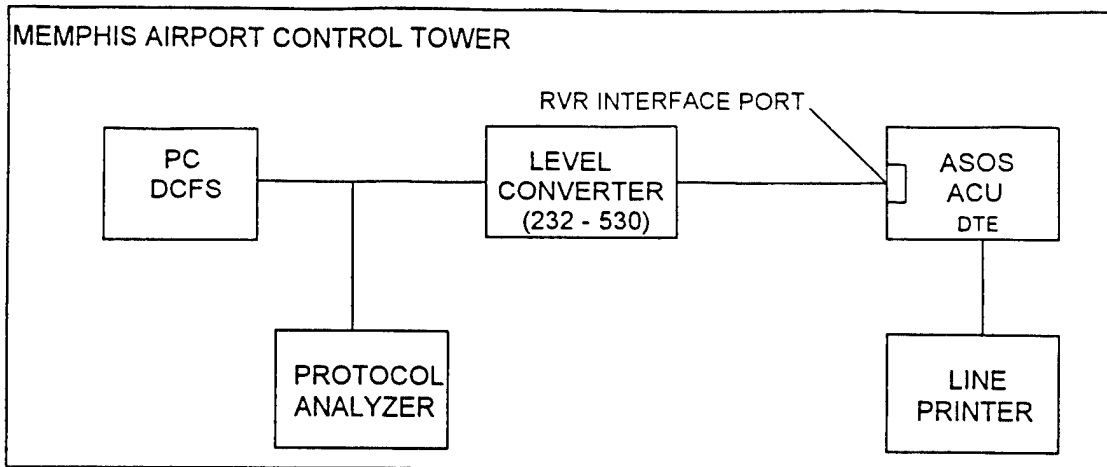 MEMPHIS AIRPORT CONTROL TOWER
RVR INTERFACE PORT
PC
DCFS
LEVEL
CONVERTER
(232 - 530)
ASOS
ACU
DTE
PROTOCOL
ANALYZER
LINE
PRINTER